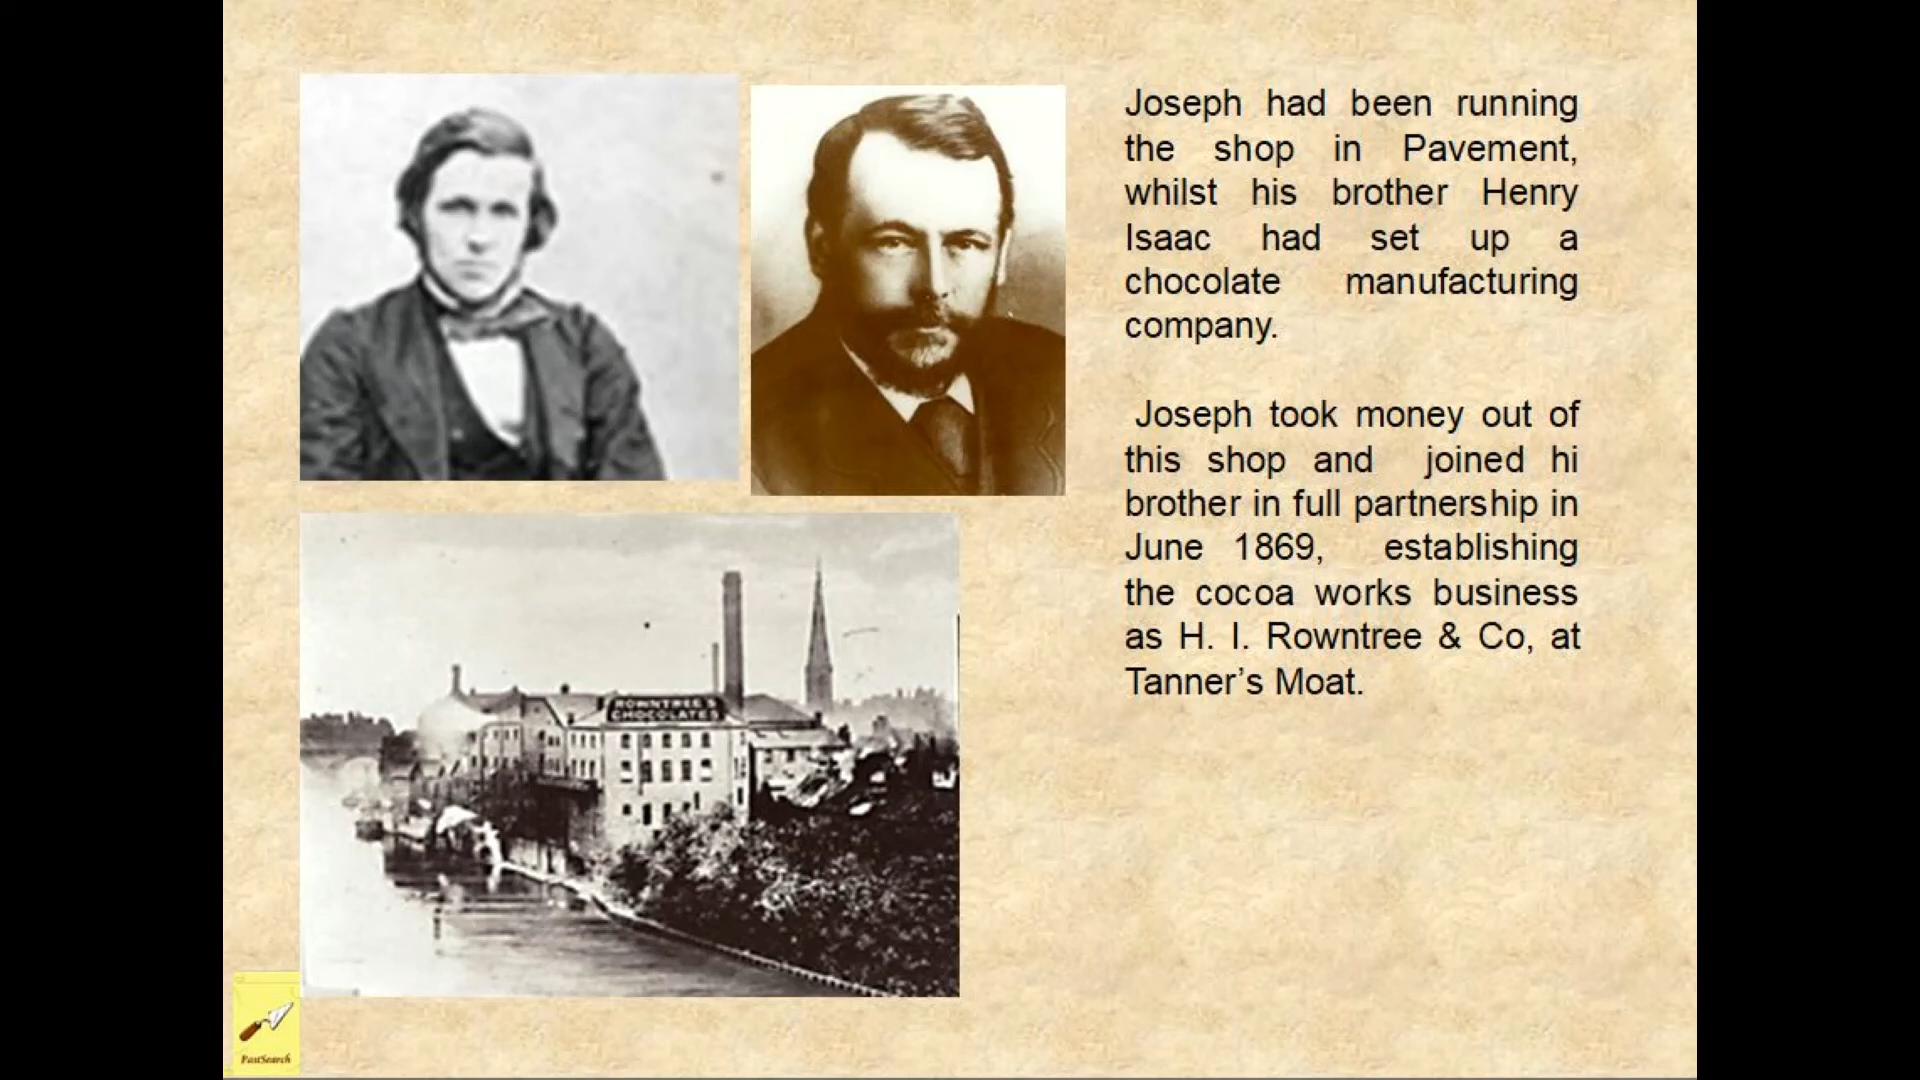 Joseph had been running
the shop in Pavement,
whilst his brother Henry
Isaac had set up a
chocolate manufacturing
company.
Joseph took money out of
this shop and joined hi
brother in full partnership in
June 1869, establishing
the cocoa works business
as H. I. Rowntree & Co, at
Tanner’s Moat.
ROWNTREE'S
CHOCOLATES
PastSearch